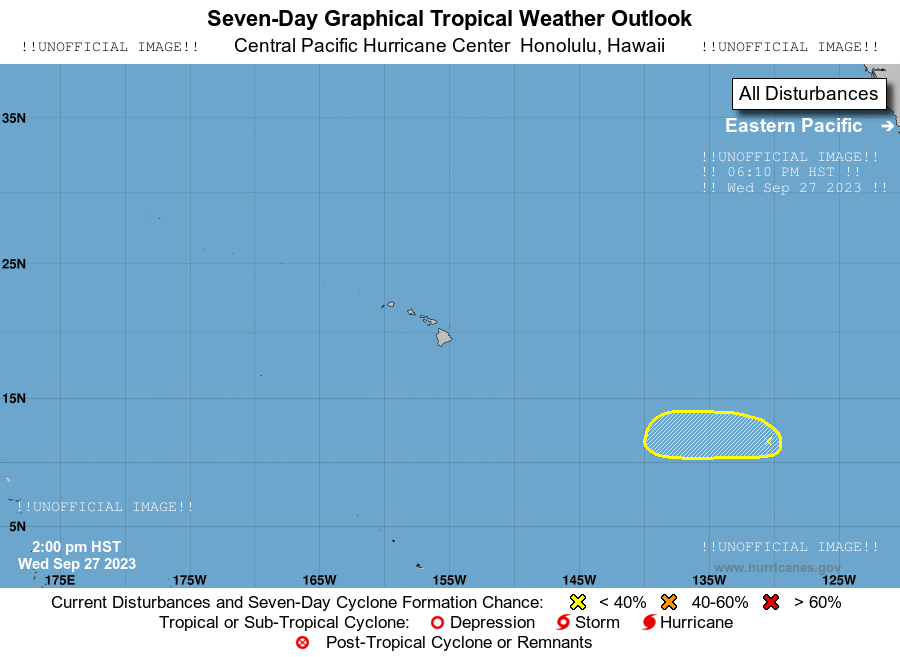 Seven-Day Graphical Tropical Weather Outlook
!!UNOFFICIAL IMAGE!! Central Pacific Hurricane Center Honolulu, Hawaii !!UNOFFICIAL IMAGE!!
All Disturbances
35N
Eastern Pacific
!!UNOFFICIAL IMAGE!!
!! 06:10 PM HST !!
!! Wed Sep 27 2023 !!
25N
15N
!!UNOFFICIAL IMAGE!!
5N
2:00 pm HST
Wed Sep 27 2023
!!UNOFFICIAL IMAGE!!
www.hurricanes.gov
175E 175W 165W 155W 145W 135W 125W
Current Disturbances and Seven-Day Cyclone Formation Chance: < 40% 40-60% > 60%
Tropical or Sub-Tropical Cyclone: Depression Storm Hurricane
Post-Tropical Cyclone or Remnants